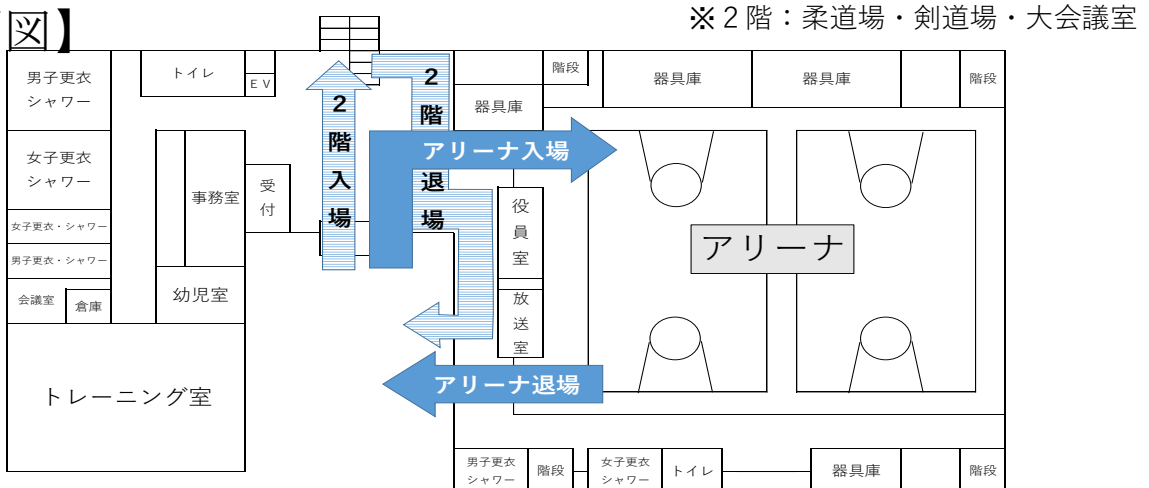 図】
※２階：柔道場・剣道場・大会議室
男子更衣
シャワー
トイレ
ＥＶ
階段
器具庫
器具庫
階段
器具庫
２階入場
２階退場
アリーナ入場
女子更衣
シャワー
事務室
受付
役員室
アリーナ
女子更衣・シャワー
男子更衣・シャワー
会議室
倉庫
幼児室
放送室
トレーニング室
アリーナ退場
男子更衣
シャワー
階段
女子更衣
シャワー
トイレ
器具庫
階段